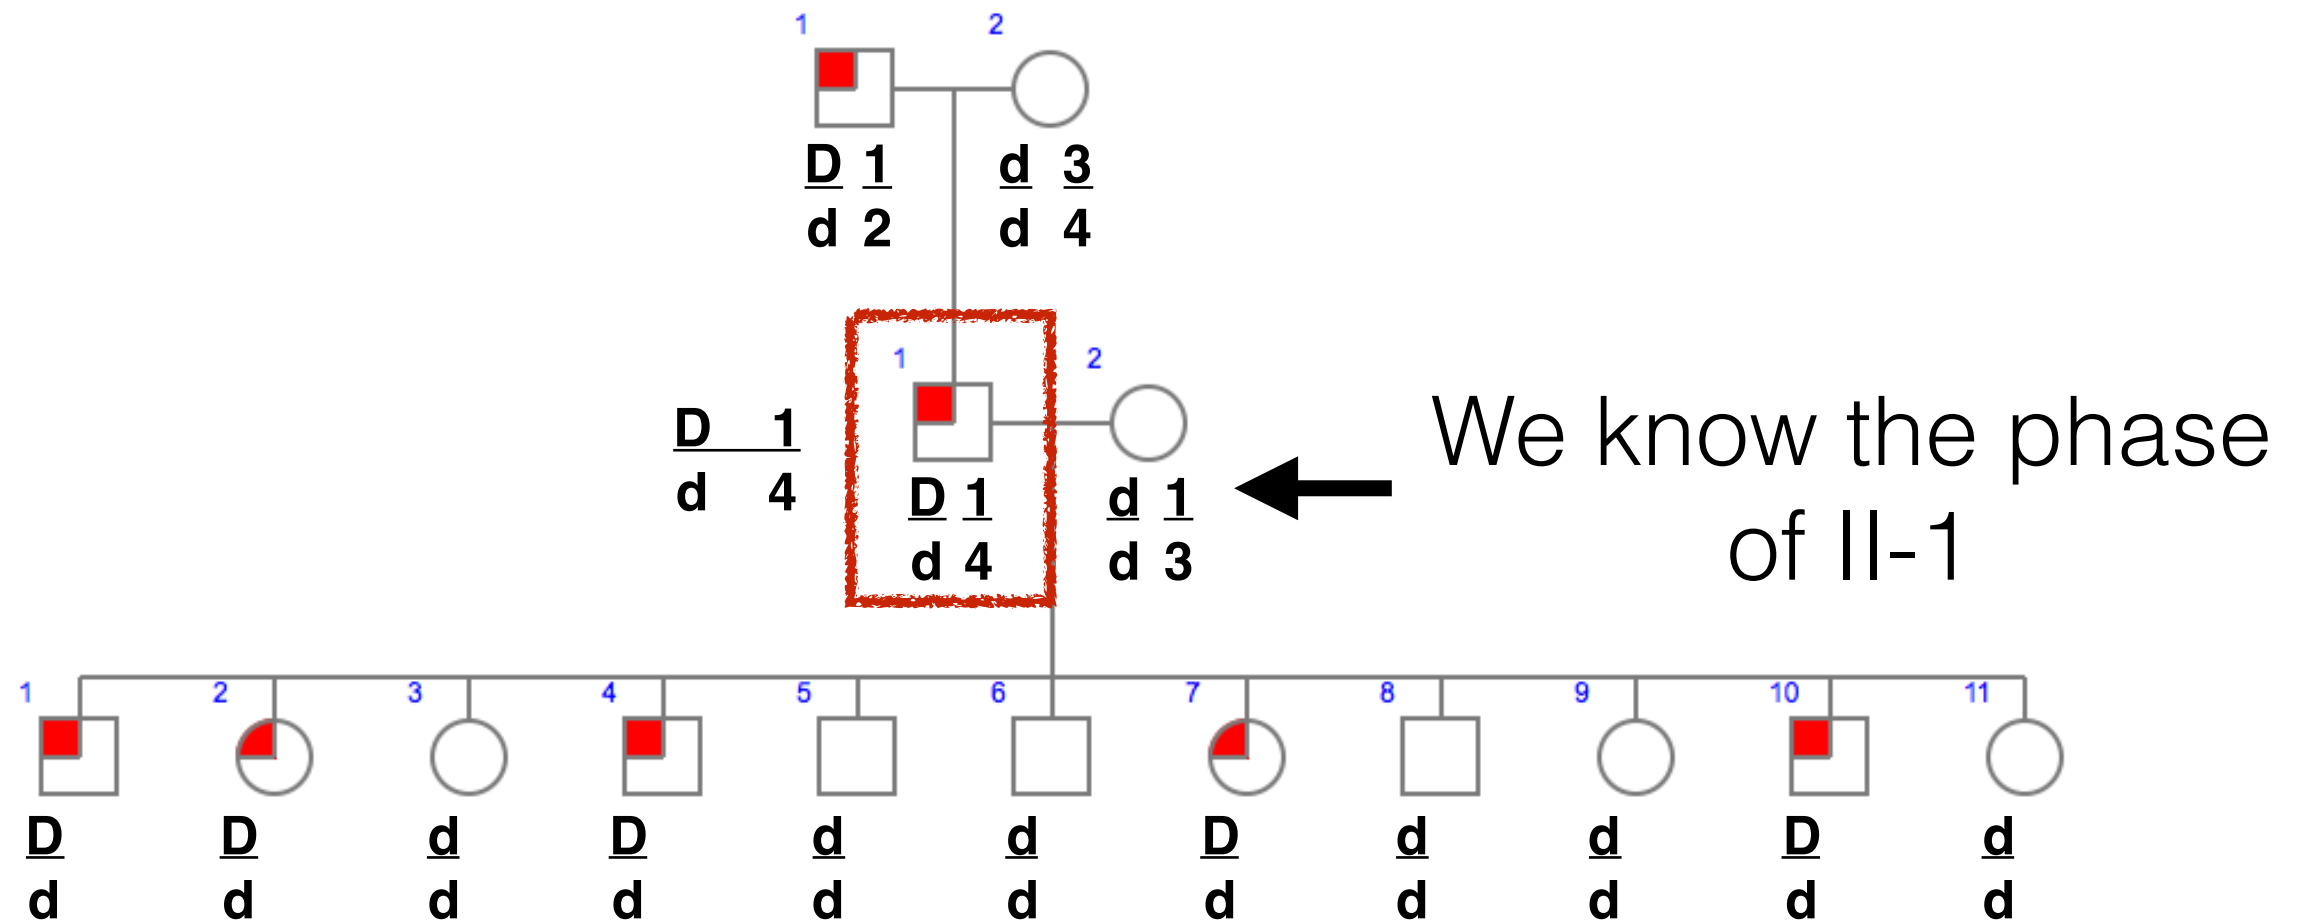 1 2
D 1 d 3
d 2 d 4
1 2
D 1
d 4
D 1 d 1
d 4 d 3
We know the phase
of II-1
1 2 3 4 5 6 7 8 9 10 11
D D d D d d D d d D d
d d d d d d d d d d d